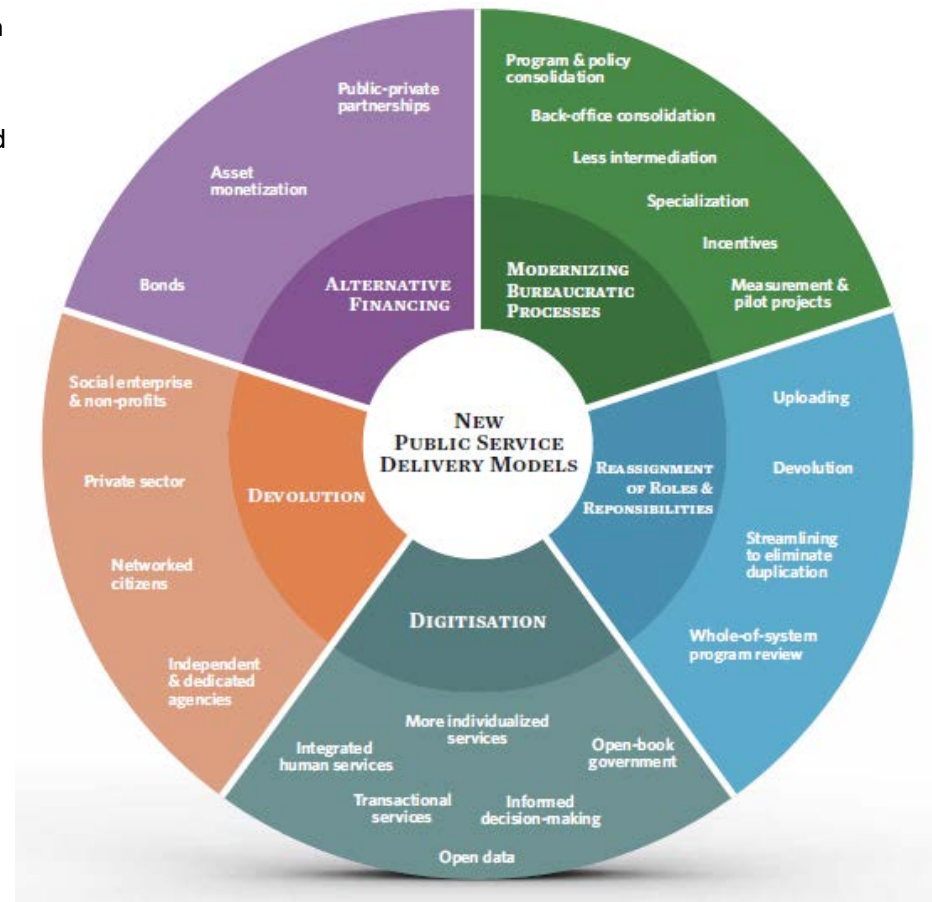 NEW
PUBLIC SERVICE
DELIVERY MODELS
MODERNIZING
BUREAUCRATIC
PROCESSES
Program & policy
consolidation
Back-office consolidation
Less intermediation
Specialization
Incentives
Measurement &
pilot projects
REASSIGNMENT
OF ROLES &
REPONSIBILITIES
Uploading
Devolution
Streamlining
to eliminate
duplication
Whole-of-system
program review
DIGITISATION
More individualized
services
Integrated
human services
Open-book
government
Transactional
services
Informed
decision-making
Open data
DEVOLUTION
Social enterprise
& non-profits
Private sector
Networked
citizens
Independent
& dedicated
agencies
ALTERNATIVE
FINANCING
Public-private
partnerships
Asset
monetization
Bonds